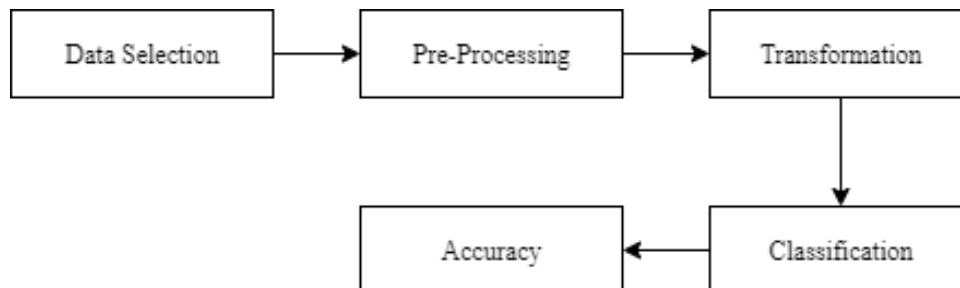 Data Selection
Pre-Processing
Transformation
Classification
Accuracy